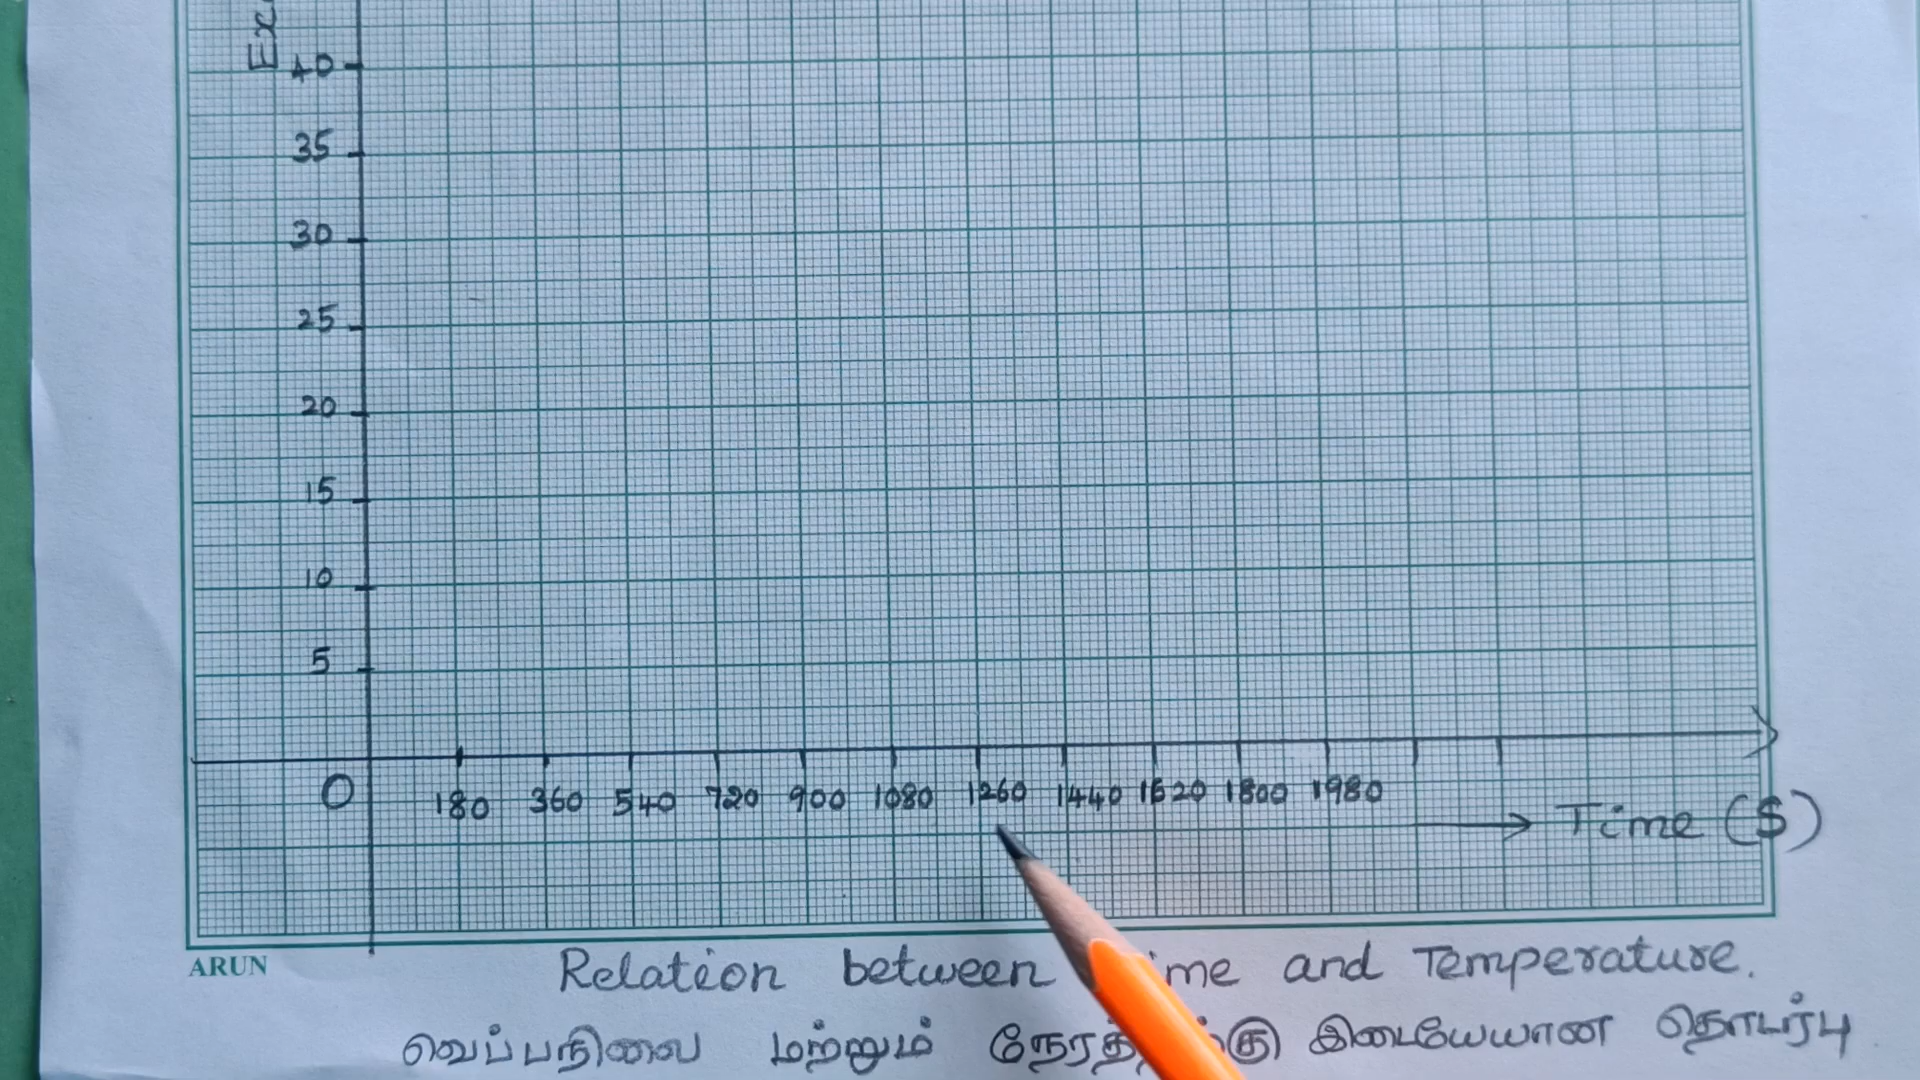 Ex
40
35
30
25
20
15
10
5
0 180 360 540 720 900 1080 1260 1440 1620 1800 1980
Time (S)
ARUN
Relation between and Temperature.
வெப்பநிலை மற்றும் இடையேயான தொடர்பு